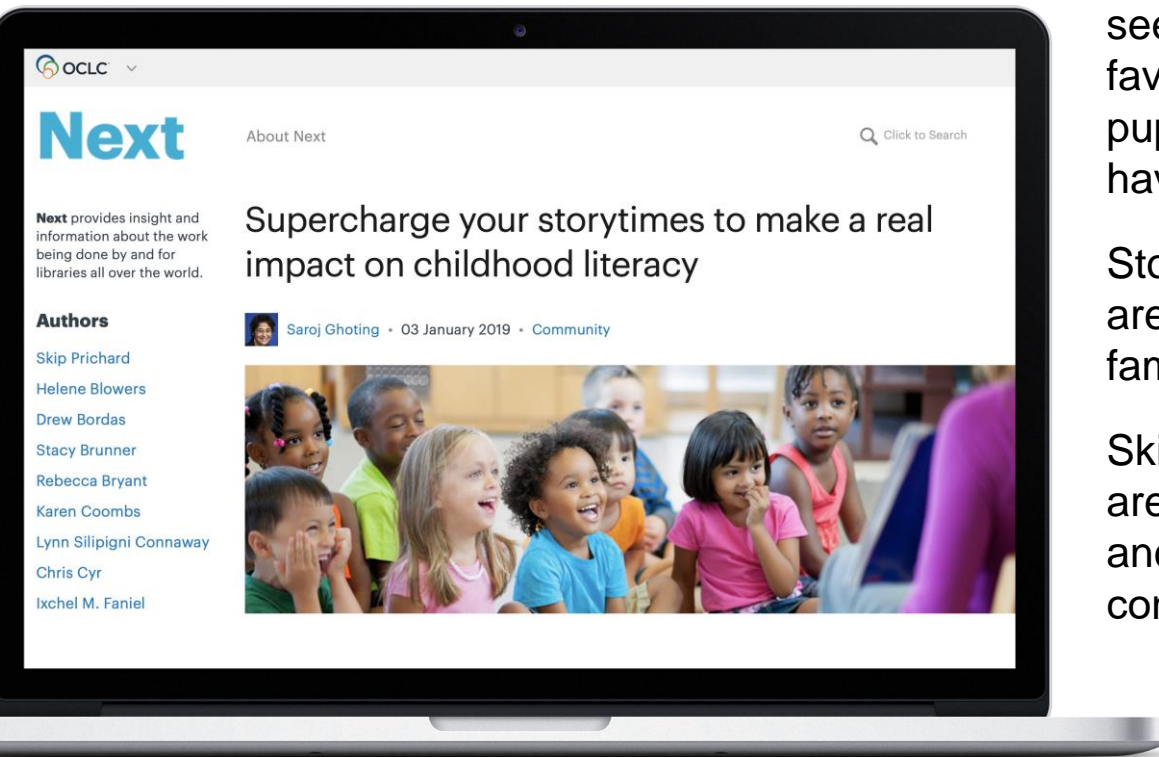 OCLC
Next
About Next
Click to Search
Next provides insight and
information about the work
being done by and for
libraries all over the world.
Supercharge your storytimes to make a real
impact on childhood literacy
Saroj Ghoting • 03 January 2019 • Community
Authors
Skip Prichard
Helene Blowers
Drew Bordas
Stacy Brunner
Rebecca Bryant
Karen Coombs
Lynn Silipigni Connaway
Chris Cyr
Ixchel M. Faniel
are
are